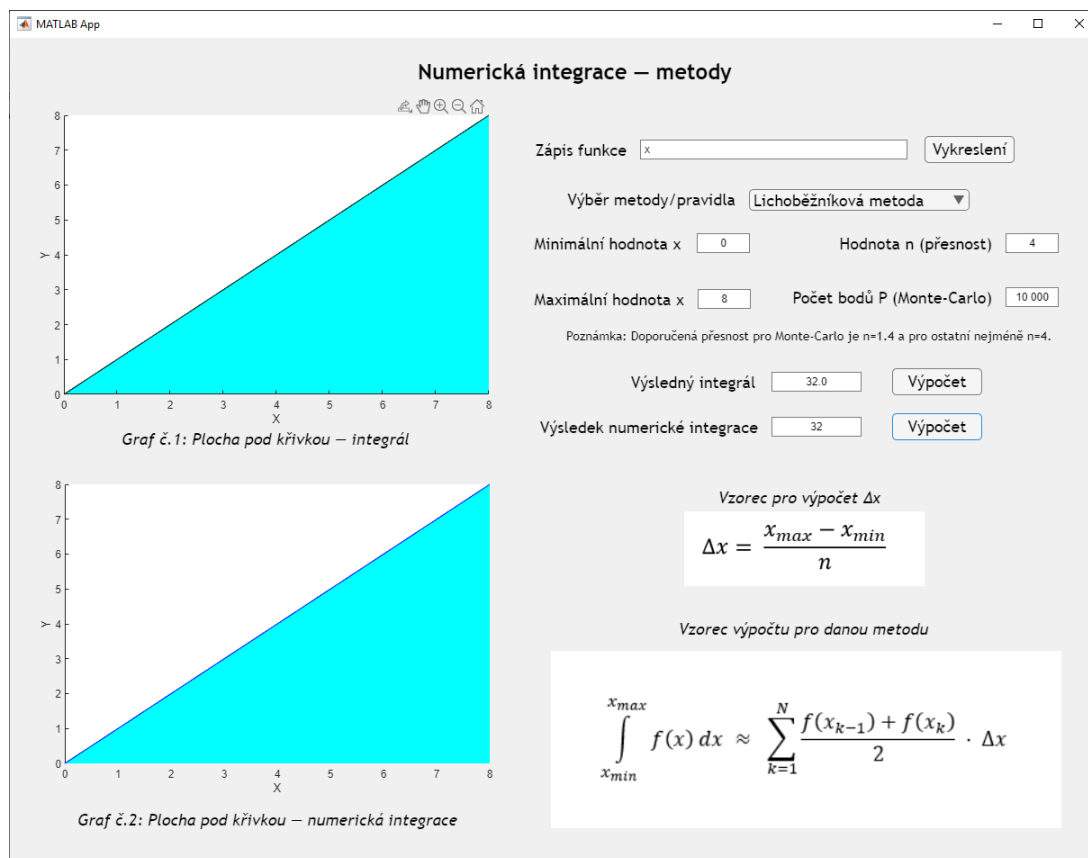 MATLAB App
Numerická integrace – metody
8
7
6
5
4
3
2
1
0
Y
0 1 2 3 4 5 6 7 8
X
Graf č.1: Plocha pod křivkou – integrál
Zápis funkce x Vykreslení
Výběr metody/pravidla Lichoběžníková metoda
Minimální hodnota x 0 Hodnota n (přesnost) 4
Maximální hodnota x 8 Počet bodů P (Monte-Carlo) 10 000
Poznámka: Doporučená přesnost pro Monte-Carlo je n=1.4 a pro ostatní nejméně n=4.
Výsledný integrál 32.0 Výpočet
Výsledek numerické integrace 32 Výpočet
8
7
6
5
4
3
2
1
0
Y
0 1 2 3 4 5 6 7 8
X
Graf č.2: Plocha pod křivkou – numerická integrace
Vzorec pro výpočet Δx
Δx = (x_max − x_min) / n
Vzorec výpočtu pro danou metodu
∫_{x_min}^{x_max} f(x) dx ≈ ∑_{k=1}^{N} (f(x_{k−1}) + f(x_k)) / 2 · Δx